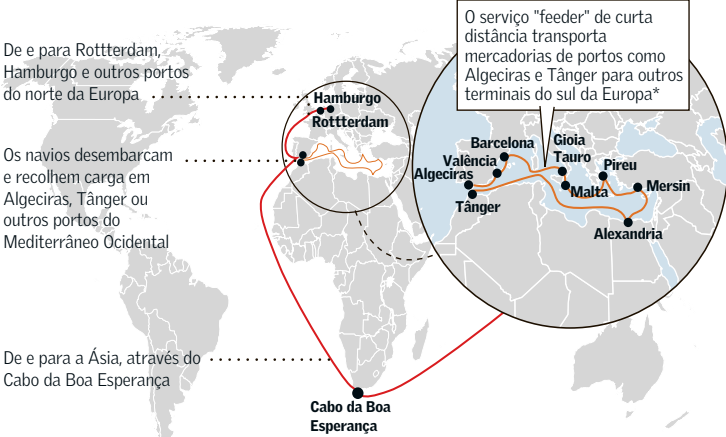 De e para Rottterdam,
Hamburgo e outros portos
do norte da Europa
Os navios desembarcam
e recolhem carga em
Algeciras, Tânger ou
outros portos do
Mediterrâneo Ocidental
De e para a Ásia, através do
Cabo da Boa Esperança
Hamburgo
Rottterdam
Cabo da Boa
Esperança
O serviço "feeder" de curta
distância transporta
mercadorias de portos como
Algeciras e Tânger para outros
terminais do sul da Europa*
Barcelona
Valência
Algeciras
Tânger
Gioia
Tauro
Malta
Pireu
Mersin
Alexandria